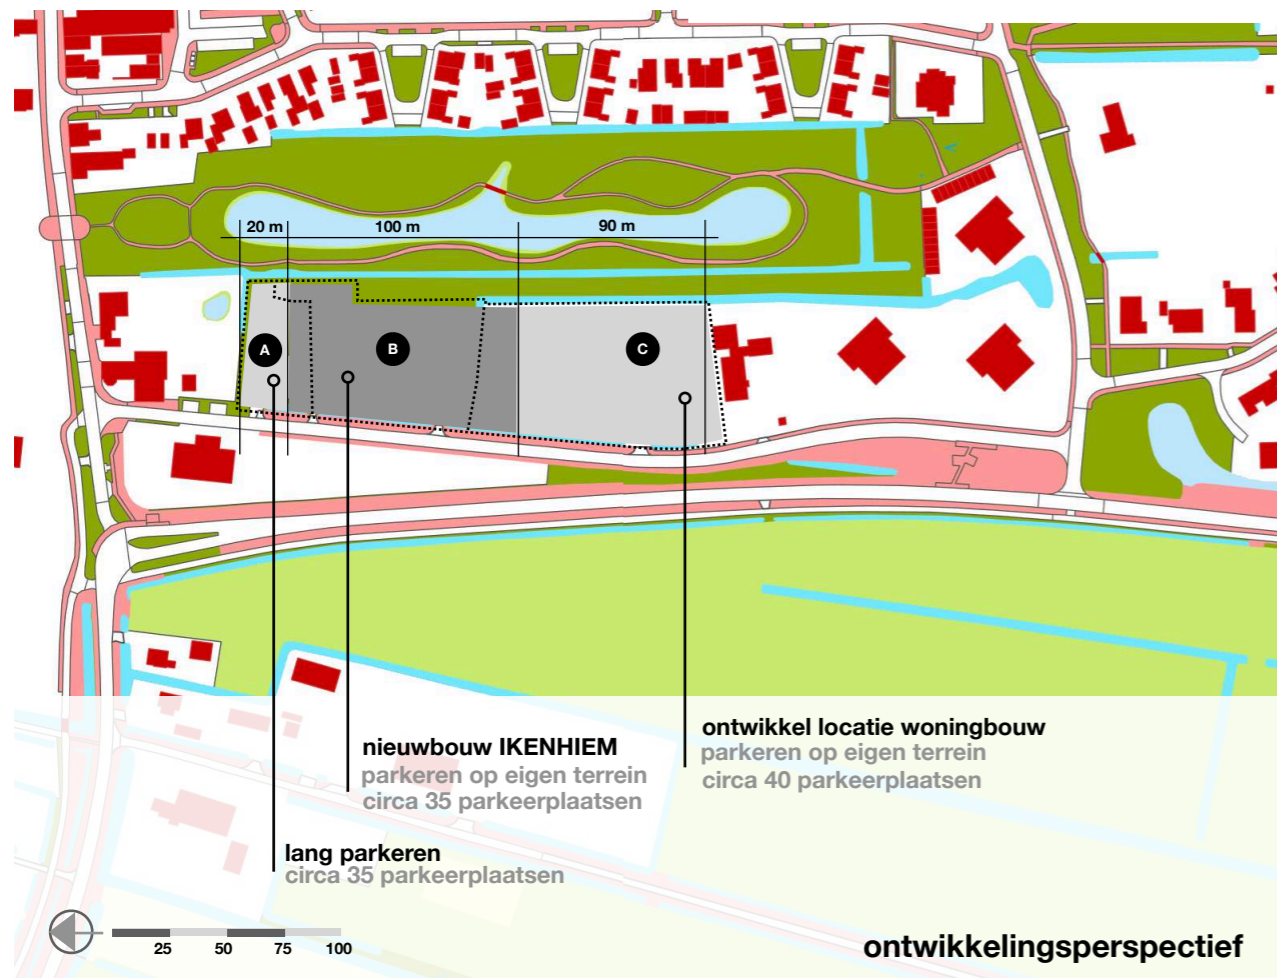 20 m
100 m
90 m
A
B
C
ontwikkel locatie woningbouw
parkeren op eigen terrein
circa 40 parkeerplaatsen
nieuwbouw IKENHIEM
parkeren op eigen terrein
circa 35 parkeerplaatsen
lang parkeren
circa 35 parkeerplaatsen
25 50 75 100
ontwikkelingsperspectief